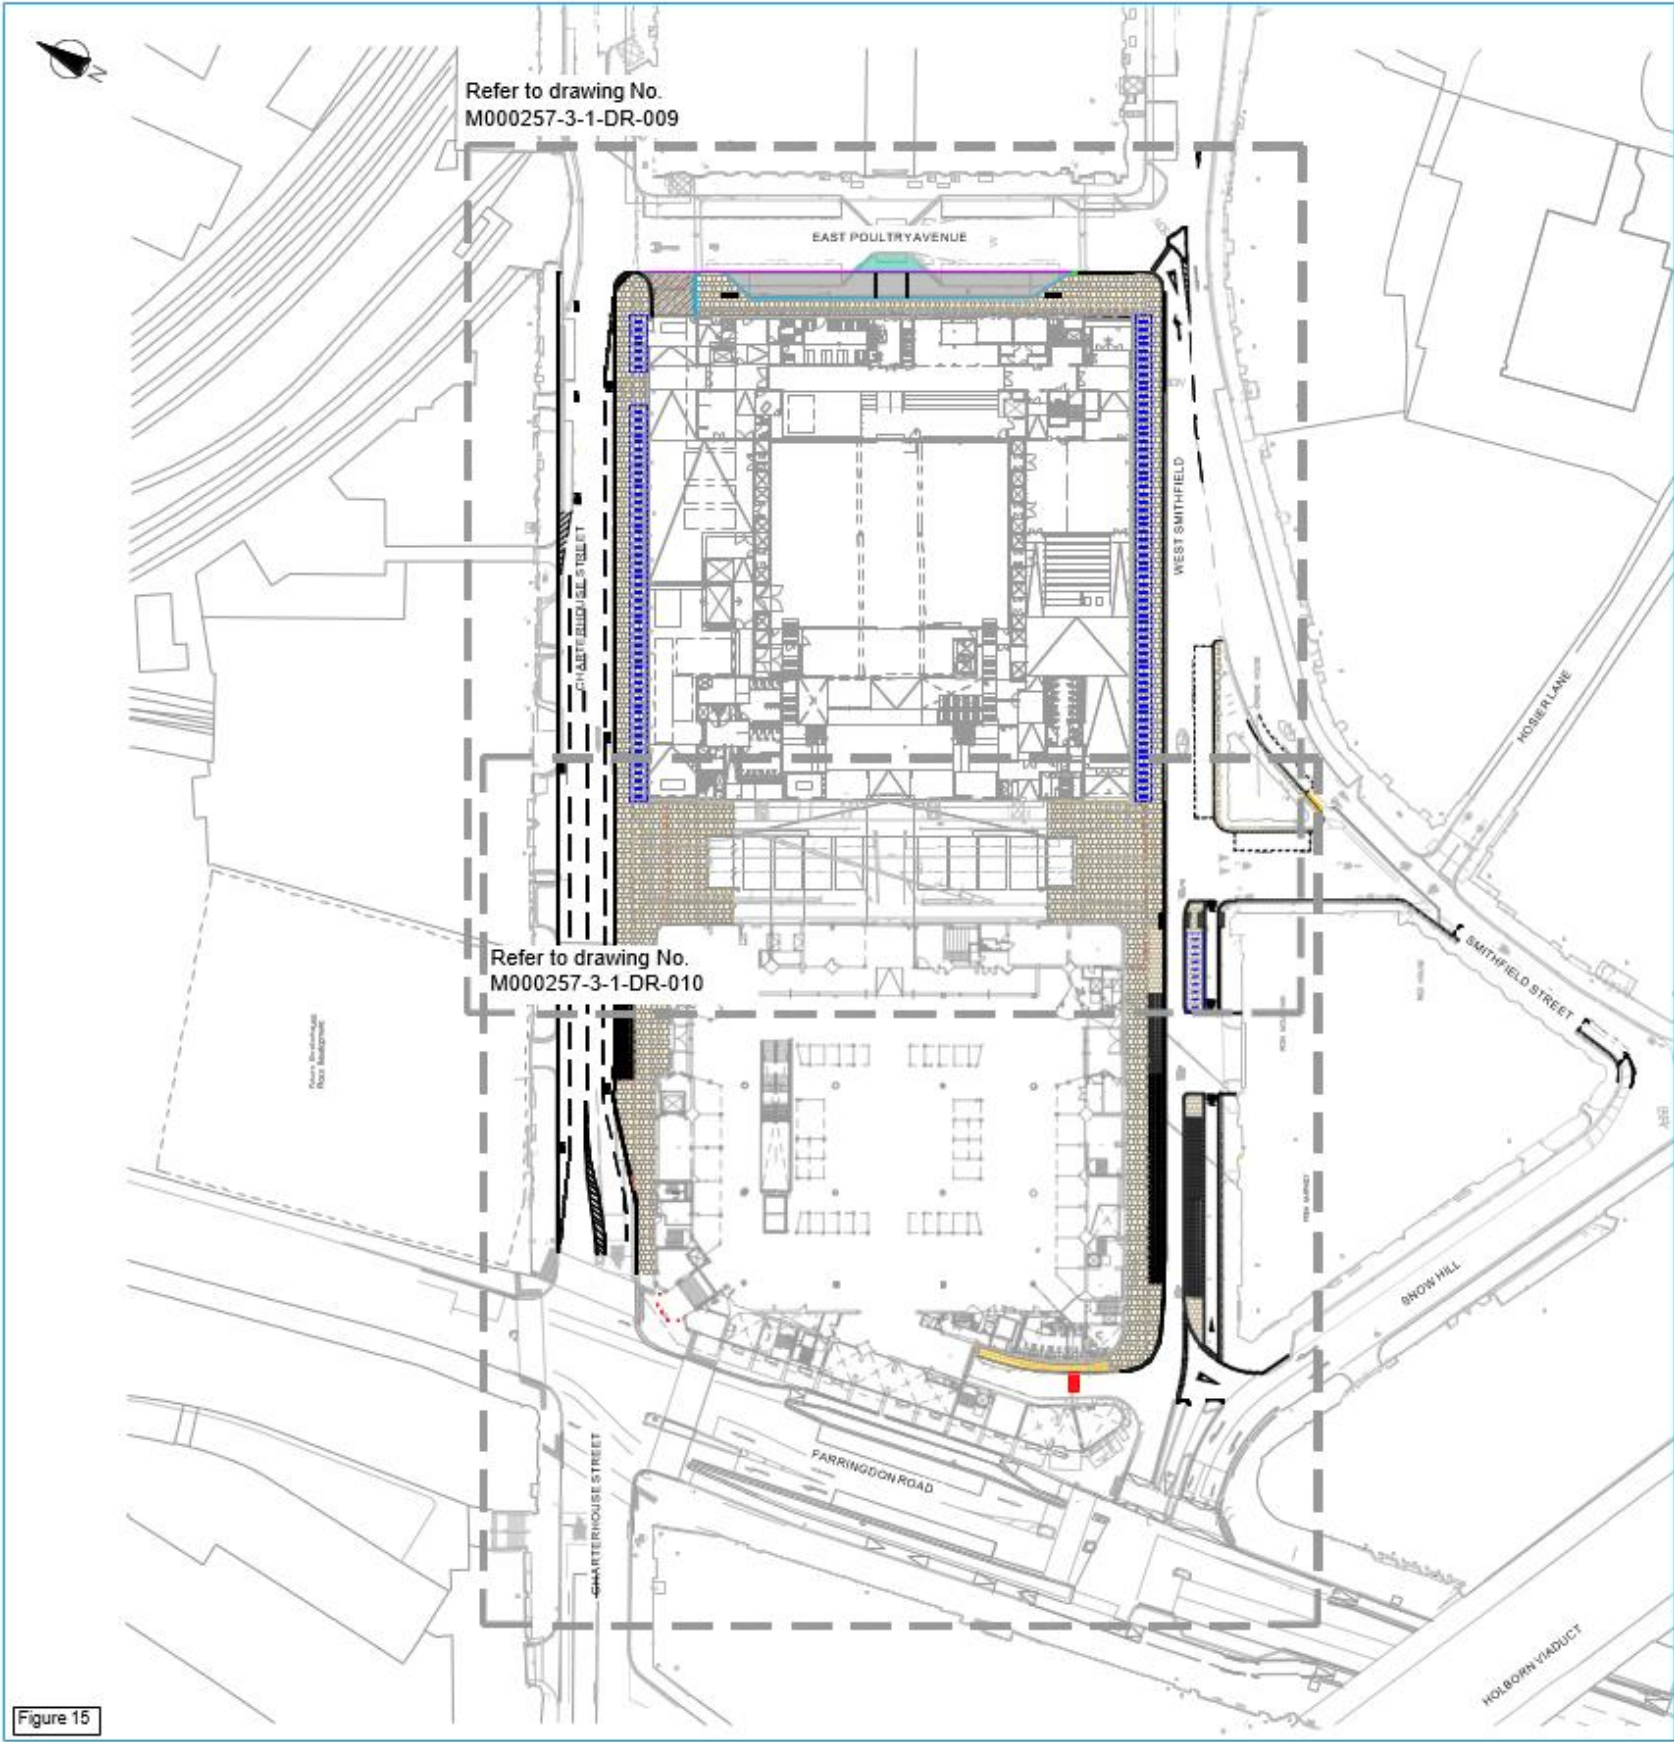 Refer to drawing No.
M000257-3-1-DR-009
EAST POULTRY AVENUE
WEST SMITHFIELD
CHARTERHOUSE STREET
HOSIER LANE
Refer to drawing No.
M000257-3-1-DR-010
SMITHFIELD STREET
SNOW HILL
FARRINGDON ROAD
CHARTERHOUSE STREET
HOLBORN VIADUCT
Figure 15
N